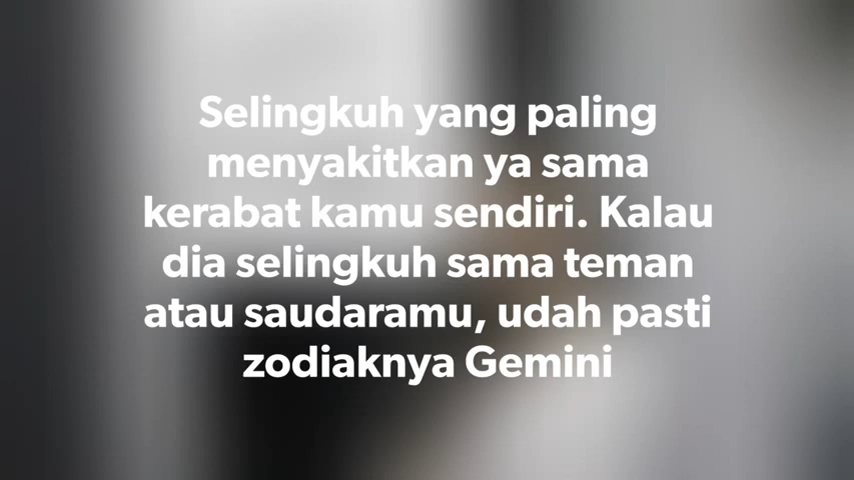 Selingkuh yang paling
menyakitkan ya sama
kerabat kamu sendiri. Kalau
dia selingkuh sama teman
atau saudaramu, udah pasti
zodiaknya Gemini